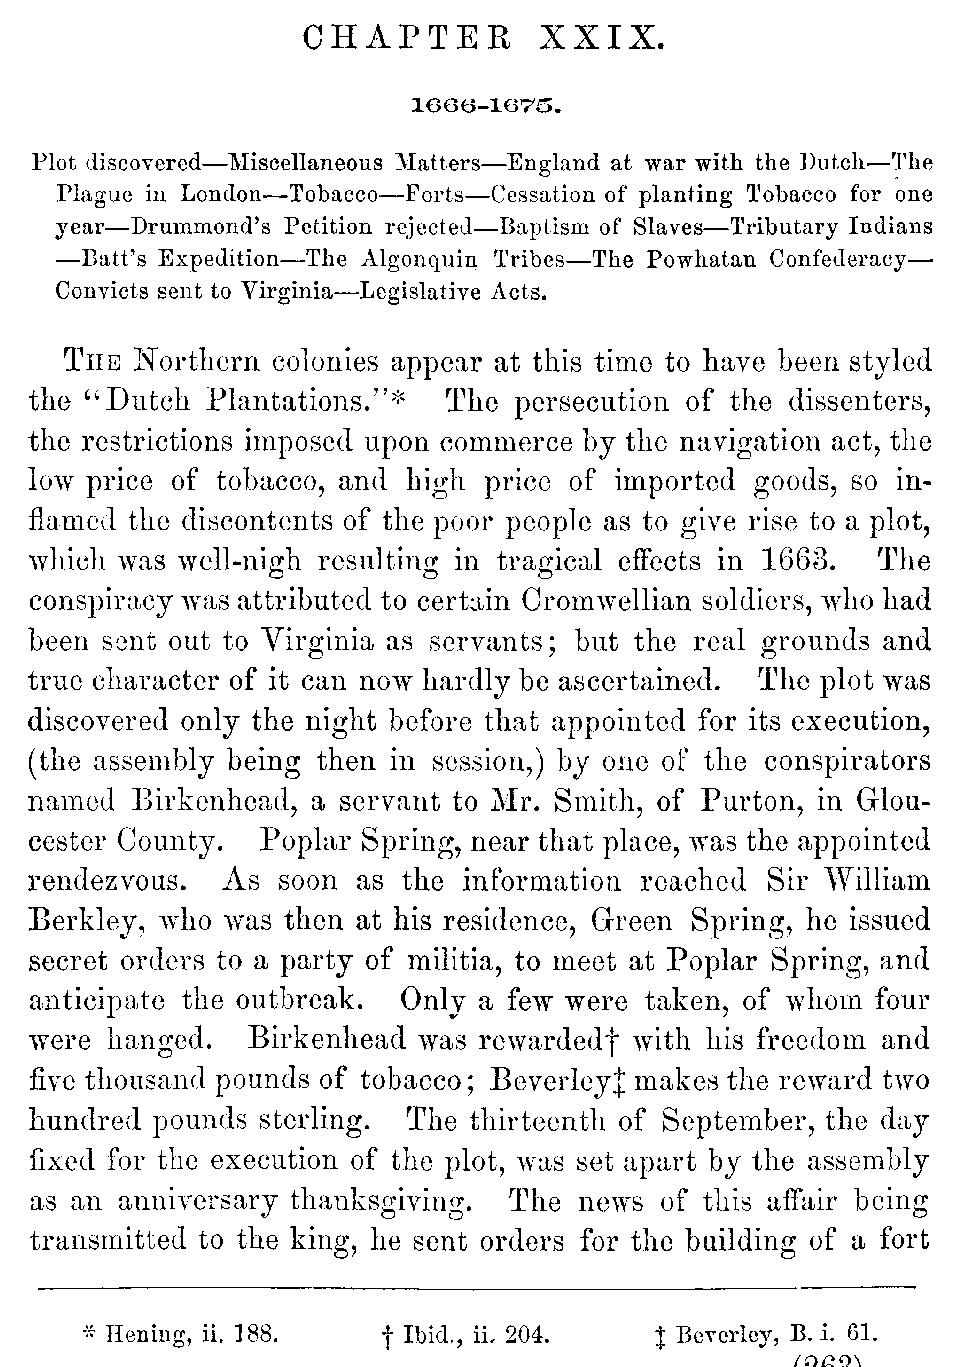 CHAPTER XXIX.
1666-1675.
Plot discovered—Miscellaneous Matters—England at war with the Dutch—The
Plague in London—Tobacco—Forts—Cessation of planting Tobacco for one
year—Drummond's Petition rejected—Baptism of Slaves—Tributary Indians
—Batt's Expedition—The Algonquin Tribes—The Powhatan Confederacy—
Convicts sent to Virginia—Legislative Acts.
THE Northern colonies appear at this time to have been styled
the "Dutch Plantations."* The persecution of the dissenters,
the restrictions imposed upon commerce by the navigation act, the
low price of tobacco, and high price of imported goods, so in-
flamed the discontents of the poor people as to give rise to a plot,
which was well-nigh resulting in tragical effects in 1663. The
conspiracy was attributed to certain Cromwellian soldiers, who had
been sent out to Virginia as servants; but the real grounds and
true character of it can now hardly be ascertained. The plot was
discovered only the night before that appointed for its execution,
(the assembly being then in session,) by one of the conspirators
named Birkenhead, a servant to Mr. Smith, of Purton, in Glou-
cester County. Poplar Spring, near that place, was the appointed
rendezvous. As soon as the information reached Sir William
Berkley, who was then at his residence, Green Spring, he issued
secret orders to a party of militia, to meet at Poplar Spring, and
anticipate the outbreak. Only a few were taken, of whom four
were hanged. Birkenhead was rewarded† with his freedom and
five thousand pounds of tobacco; Beverley‡ makes the reward two
hundred pounds sterling. The thirteenth of September, the day
fixed for the execution of the plot, was set apart by the assembly
as an anniversary thanksgiving. The news of this affair being
transmitted to the king, he sent orders for the building of a fort
* Hening, ii. 188. † Ibid., ii. 204. ‡ Beverley, B. i. 61.
(262)